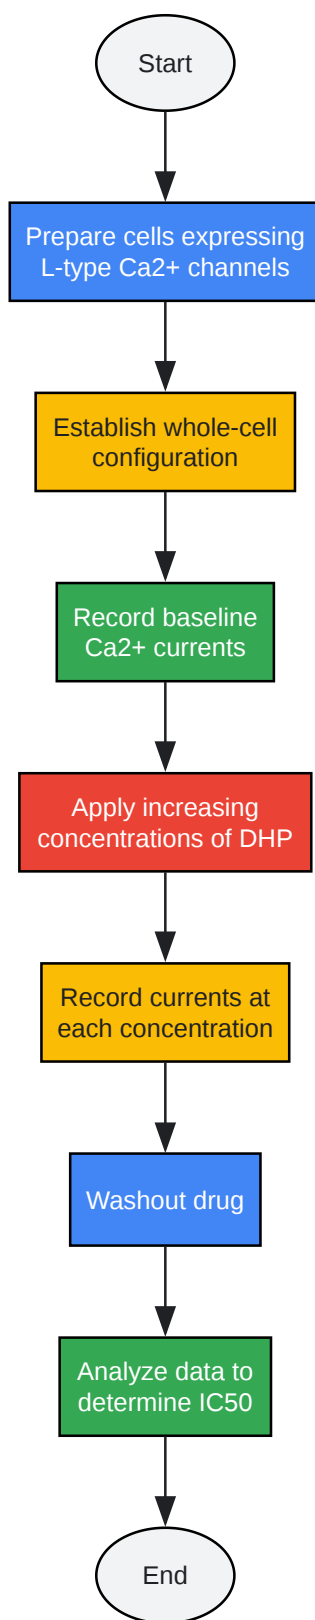 Start
Prepare cells expressing
L-type Ca2+ channels
Establish whole-cell
configuration
Record baseline
Ca2+ currents
Apply increasing
concentrations of DHP
Record currents at
each concentration
Washout drug
Analyze data to
determine IC50
End